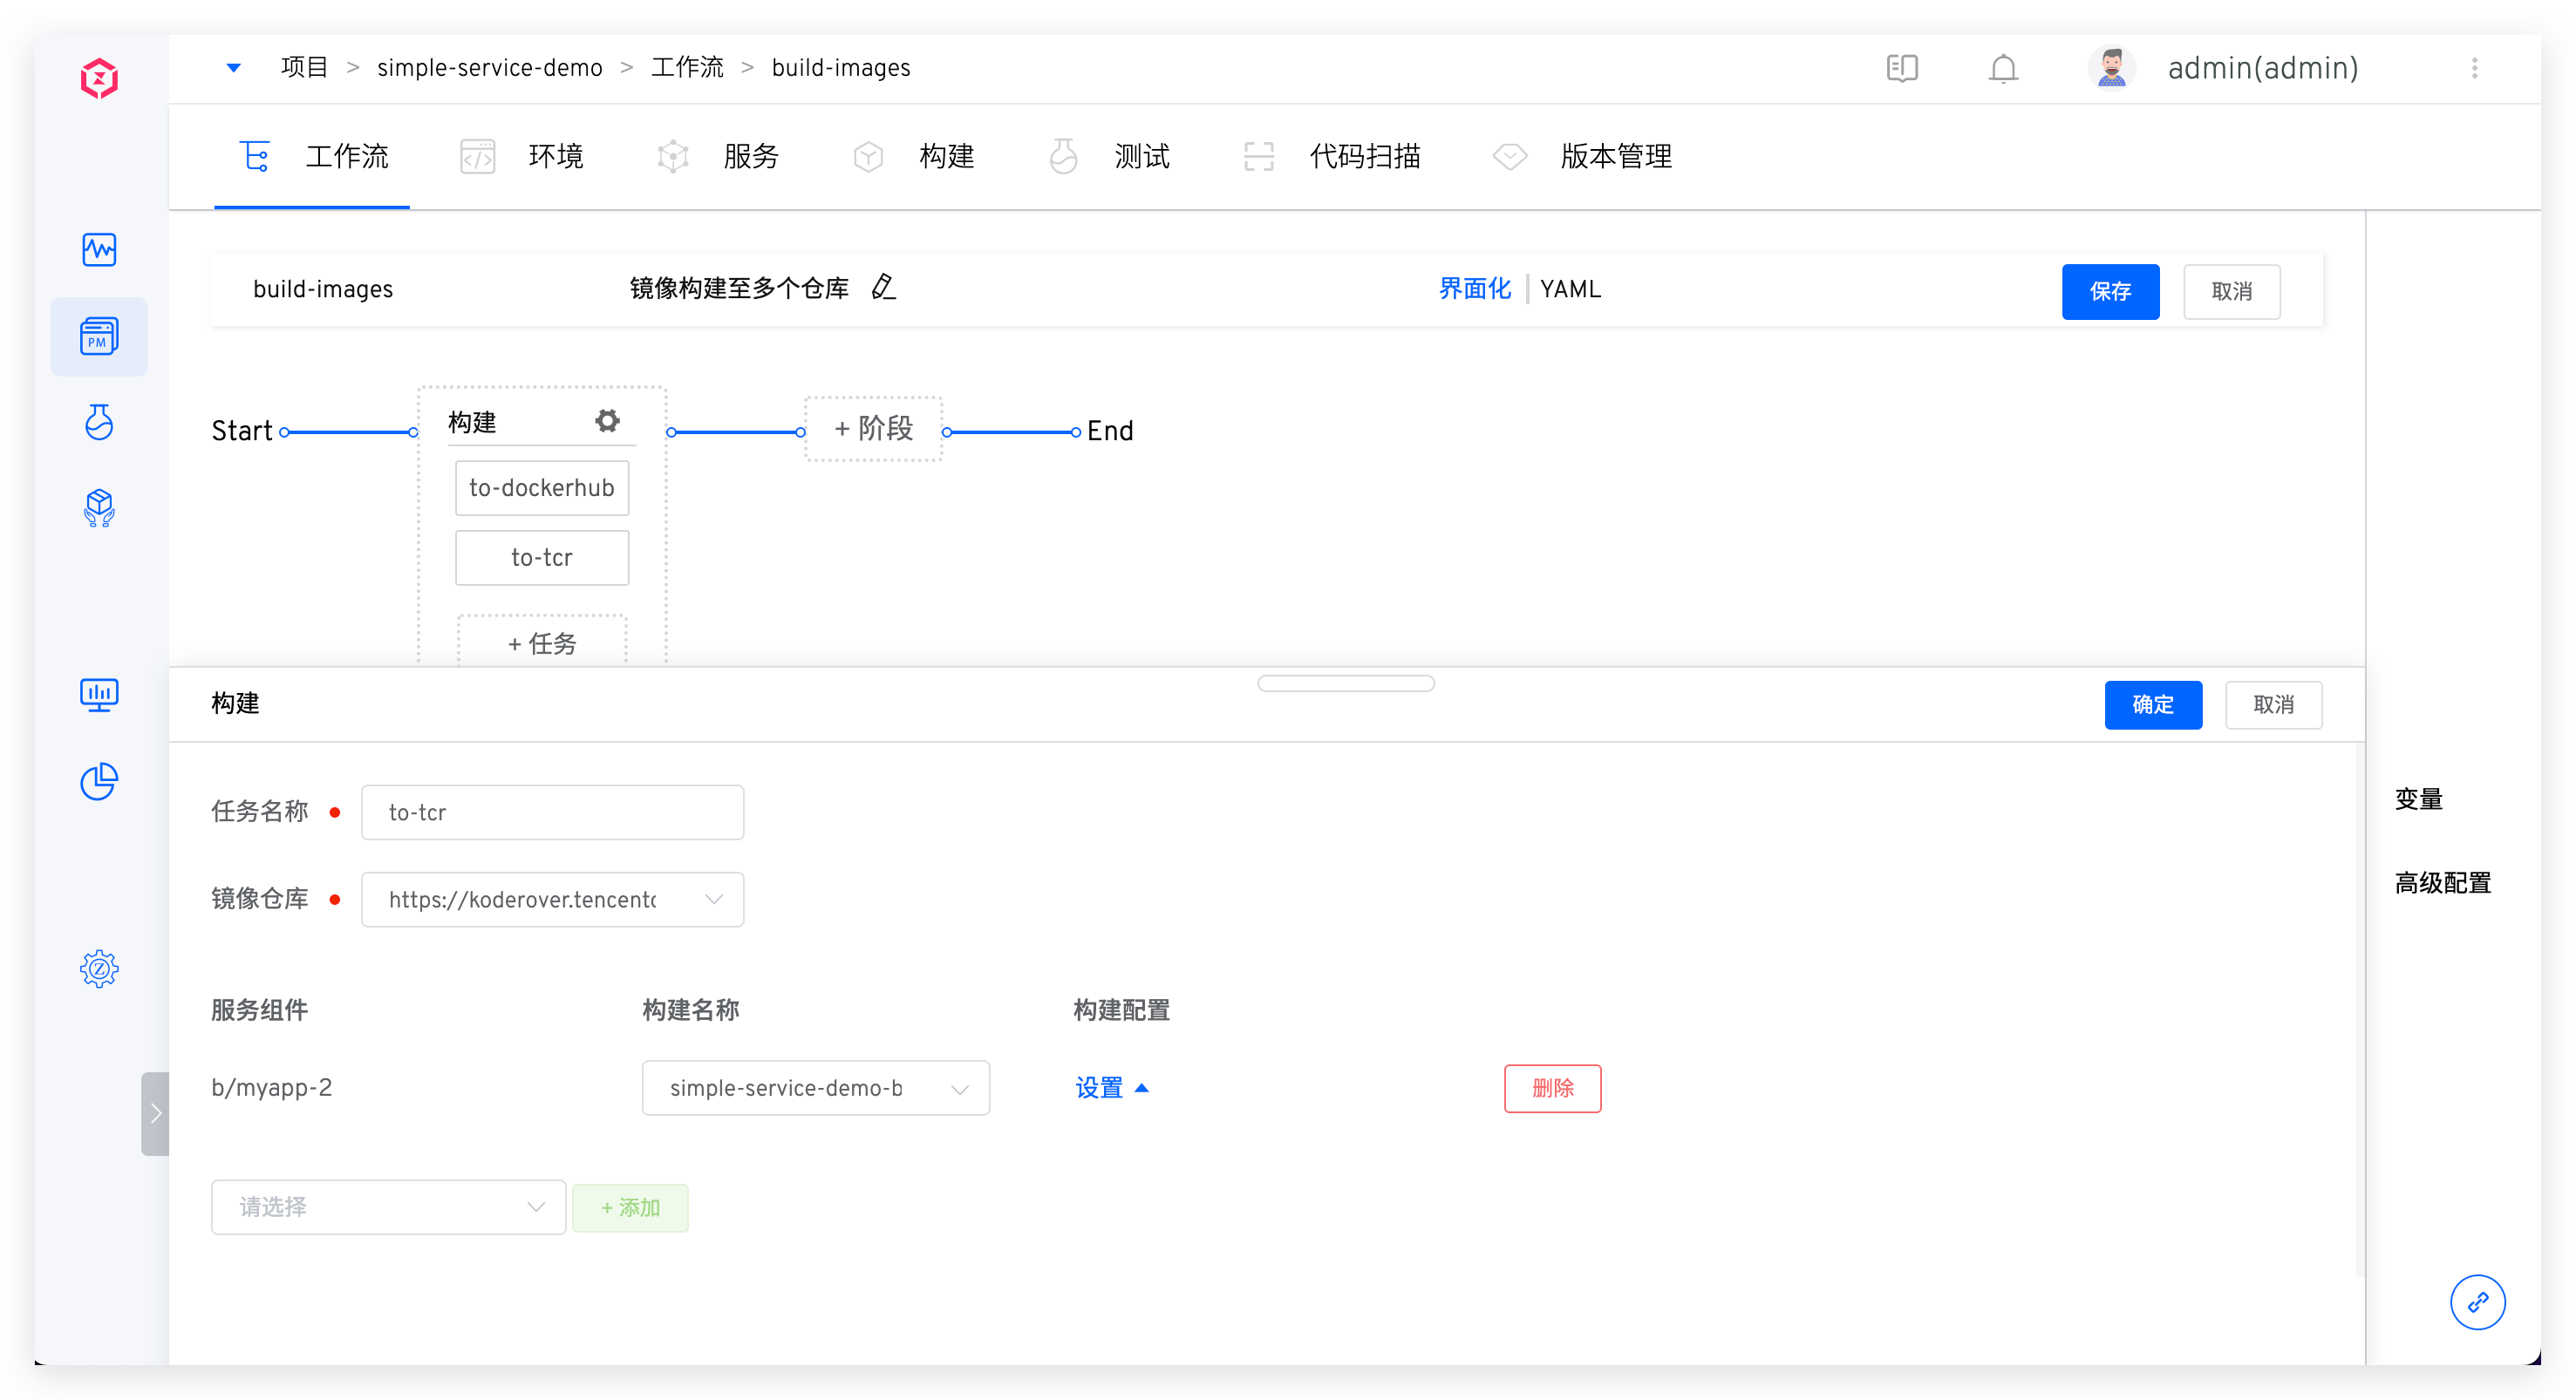 项目 > simple-service-demo > 工作流 > build-images
admin(admin)
工作流 环境 服务 构建 测试 代码扫描 版本管理
PM
build-images 镜像构建至多个仓库 界面化 YAML 保存 取消
Start 构建 + 阶段 End
to-dockerhub
to-tcr
+ 任务
构建 确定 取消
任务名称 to-tcr
变量
镜像仓库 https://koderover.tencentc
高级配置
服务组件 构建名称 构建配置
b/myapp-2 simple-service-demo-b 设置 删除
请选择 + 添加